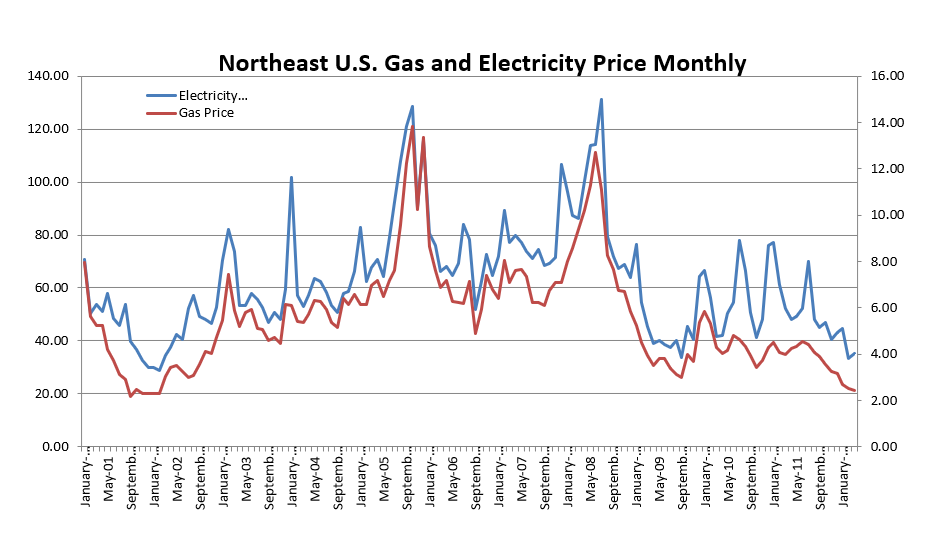 Northeast U.S. Gas and Electricity Price Monthly
140.00
120.00
100.00
80.00
60.00
40.00
20.00
0.00
Electricity...
Gas Price
16.00
14.00
12.00
10.00
8.00
6.00
4.00
2.00
0.00
January-...
May-01
Septemb...
January-...
May-02
Septemb...
January-...
May-03
Septemb...
January-...
May-04
Septemb...
January-...
May-05
Septemb...
January-...
May-06
Septemb...
January-...
May-07
Septemb...
January-...
May-08
Septemb...
January-...
May-09
Septemb...
January-...
May-10
Septemb...
January-...
May-11
Septemb...
January-...